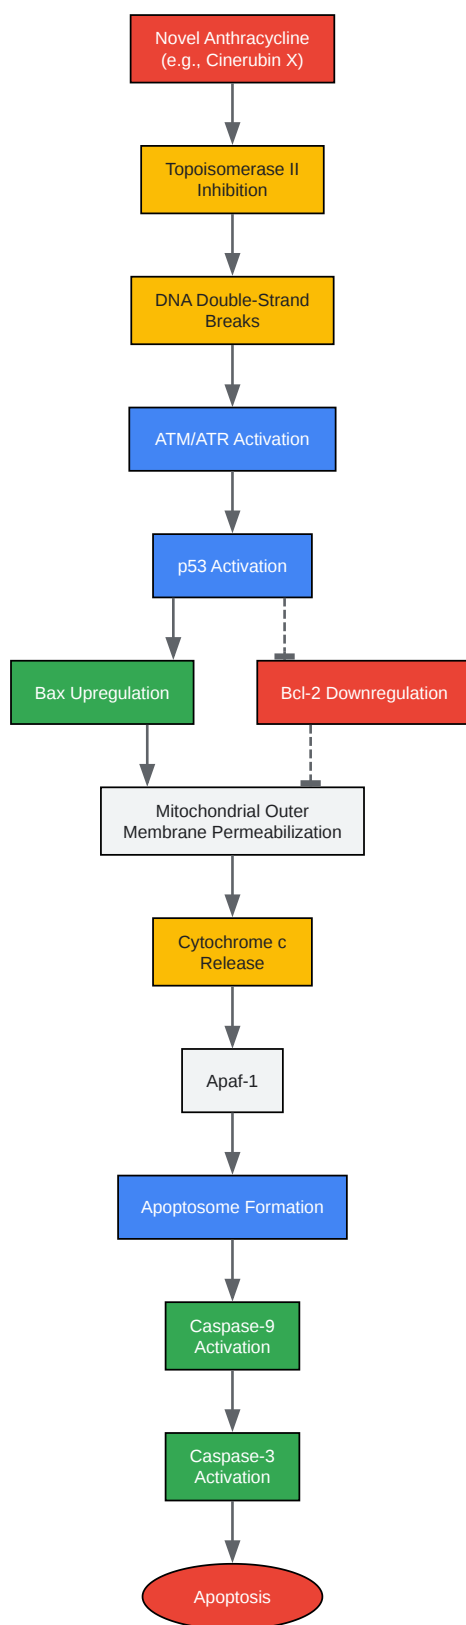 Novel Anthracycline
(e.g., Cinerubin X)
Topoisomerase II
Inhibition
DNA Double-Strand
Breaks
ATM/ATR Activation
p53 Activation
Bax Upregulation
Bcl-2 Downregulation
Mitochondrial Outer
Membrane Permeabilization
Cytochrome c
Release
Apaf-1
Apoptosome Formation
Caspase-9
Activation
Caspase-3
Activation
Apoptosis